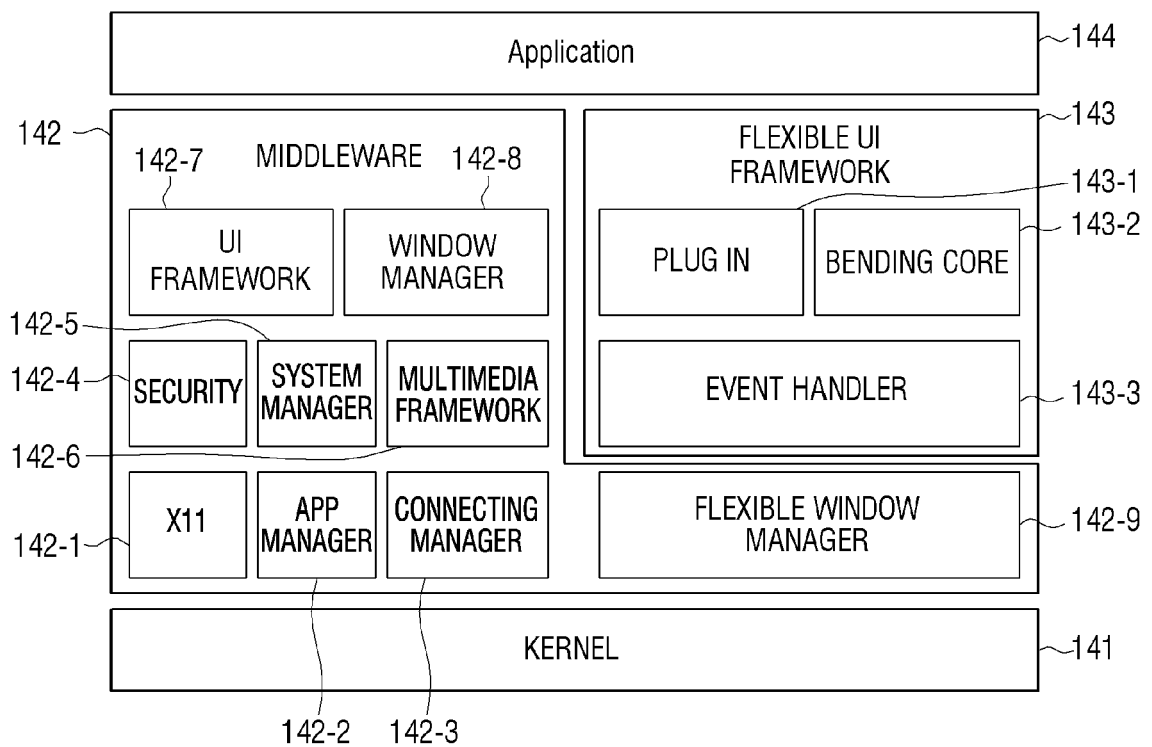 Application
144
142
MIDDLEWARE
142-7
142-8
FLEXIBLE UI
FRAMEWORK
143
143-1
UI
FRAMEWORK
WINDOW
MANAGER
PLUG IN
BENDING CORE
143-2
142-5
142-4
SECURITY
SYSTEM
MANAGER
MULTIMEDIA
FRAMEWORK
EVENT HANDLER
143-3
142-6
X11
142-1
APP
MANAGER
CONNECTING
MANAGER
FLEXIBLE WINDOW
MANAGER
142-9
KERNEL
141
142-2
142-3